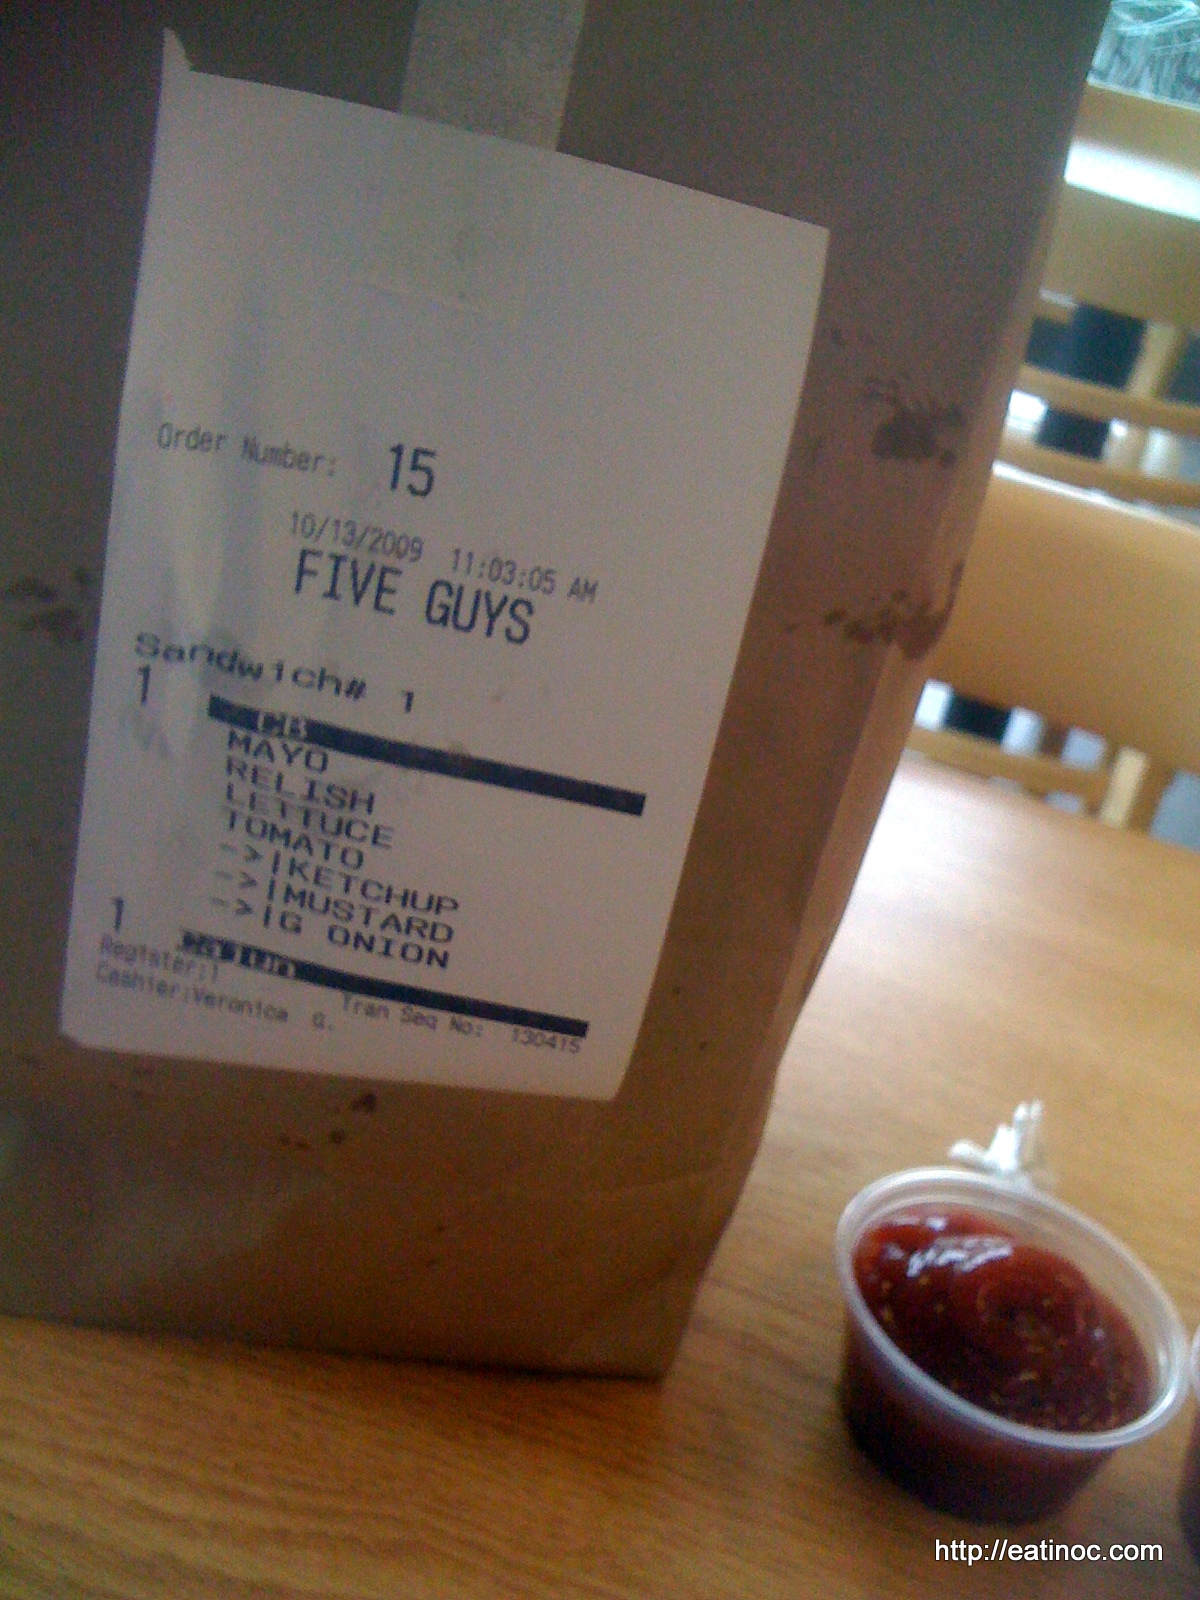 Order Number: 15
10/13/2009 11:03:05 AM
FIVE GUYS
Sandwich# 1
1
MAYO
RELISH
LETTUCE
TOMATO
->|KETCHUP
->|MUSTARD
->|G ONION
1
Register:1 Tran Seq No: 130415
Cashier:Veronica G.
http://eatinoc.com